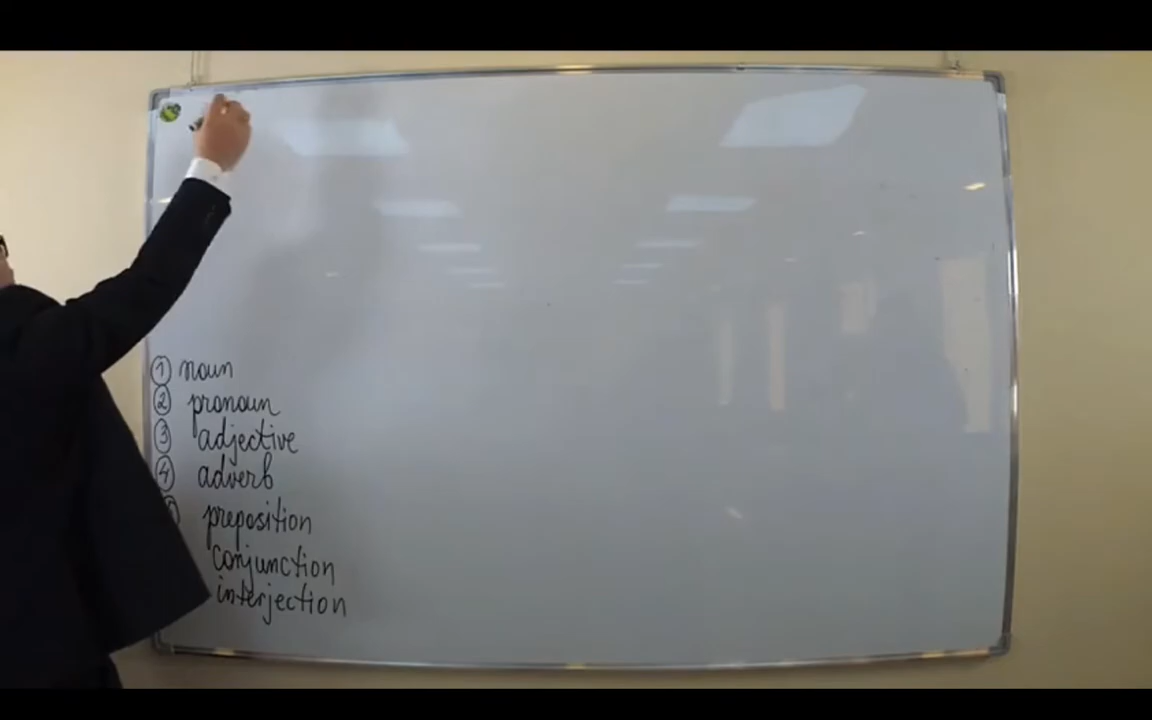 1 noun
2 pronoun
3 adjective
4 adverb
preposition
conjunction
interjection